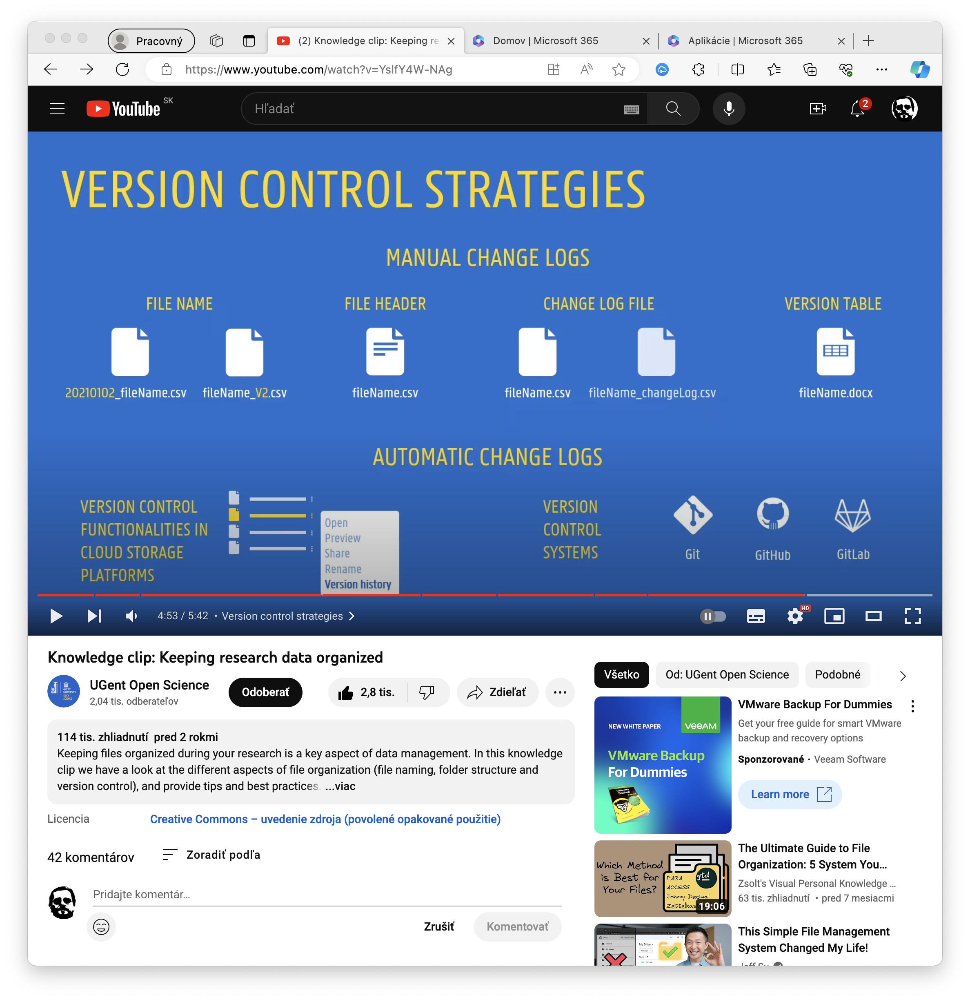 Pracovný
(2) Knowledge clip: Keeping re
Domov | Microsoft 365
Aplikácie | Microsoft 365
https://www.youtube.com/watch?v=YslfY4W-NAg
YouTube SK
Hľadať
2
VERSION CONTROL STRATEGIES
MANUAL CHANGE LOGS
FILE NAME
FILE HEADER
CHANGE LOG FILE
VERSION TABLE
20210102_fileName.csv
fileName_V2.csv
fileName.csv
fileName.csv
fileName_changeLog.csv
fileName.docx
AUTOMATIC CHANGE LOGS
VERSION CONTROL
FUNCTIONALITIES IN
CLOUD STORAGE
PLATFORMS
Open
Preview
Share
Rename
Version history
VERSION
CONTROL
SYSTEMS
Git
GitHub
GitLab
4:53 / 5:42 • Version control strategies
HD
Knowledge clip: Keeping research data organized
UGent Open Science
2,04 tis. odberateľov
Odoberať
2,8 tis.
Zdieľať
114 tis. zhliadnutí pred 2 rokmi
Keeping files organized during your research is a key aspect of data management. In this knowledge
clip we have a look at the different aspects of file organization (file naming, folder structure and
version control), and provide tips and best practices. ...viac
Licencia
Creative Commons – uvedenie zdroja (povolené opakované použitie)
42 komentárov
Zoradiť podľa
Pridajte komentár...
Zrušiť
Komentovať
Všetko
Od: UGent Open Science
Podobné
NEW WHITE PAPER
veeAM
VMware Backup
For Dummies
VMware Backup For Dummies
Get your free guide for smart VMware
backup and recovery options
Sponzorované · Veeam Software
Learn more
Which Method
is Best for
Your Files?
gtd
PARA
ACCESS
Johnny Decimal
Zettelkas
19:06
The Ultimate Guide to File
Organization: 5 System You...
Zsolt's Visual Personal Knowledge ...
63 tis. zhliadnutí • pred 7 mesiacmi
My Drive
This Simple File Management
System Changed My Life!